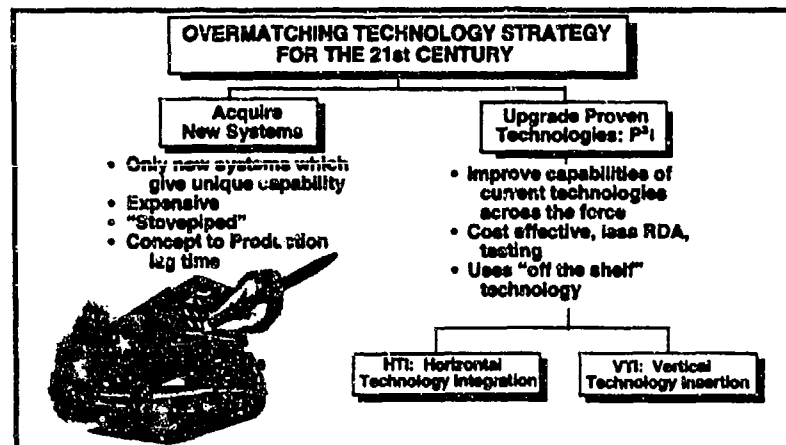 OVERMATCHING TECHNOLOGY STRATEGY
FOR THE 21st CENTURY
Acquire
New Systems
• Only new systems which
give unique capability
• Expensive
• "Stovepiped"
• Concept to Production
lag time
Upgrade Proven
Technologies: P³I
• Improve capabilities of
current technologies
across the force
• Cost effective, less RDA,
testing
• Uses "off the shelf"
technology
HTI: Horizontal
Technology Integration
VTI: Vertical
Technology Insertion